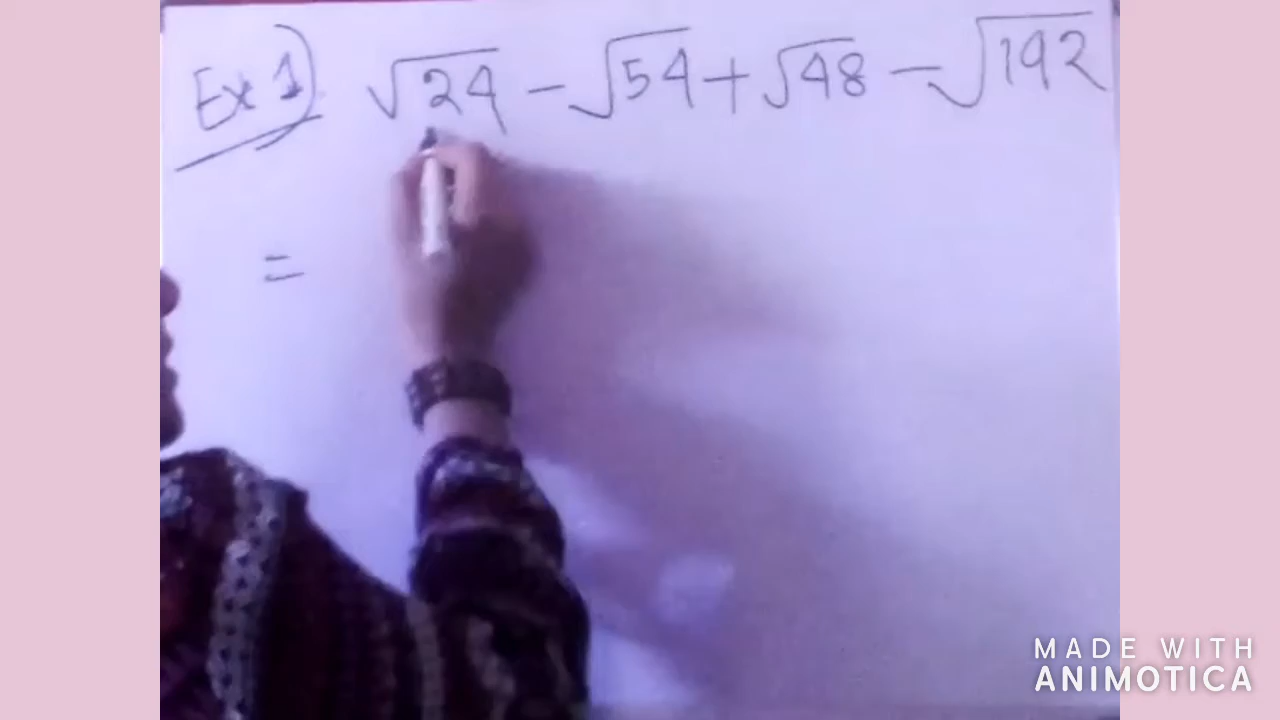 Ex 1) √24 - √54 + √48 - √192
=
MADE WITH
ANIMOTICA